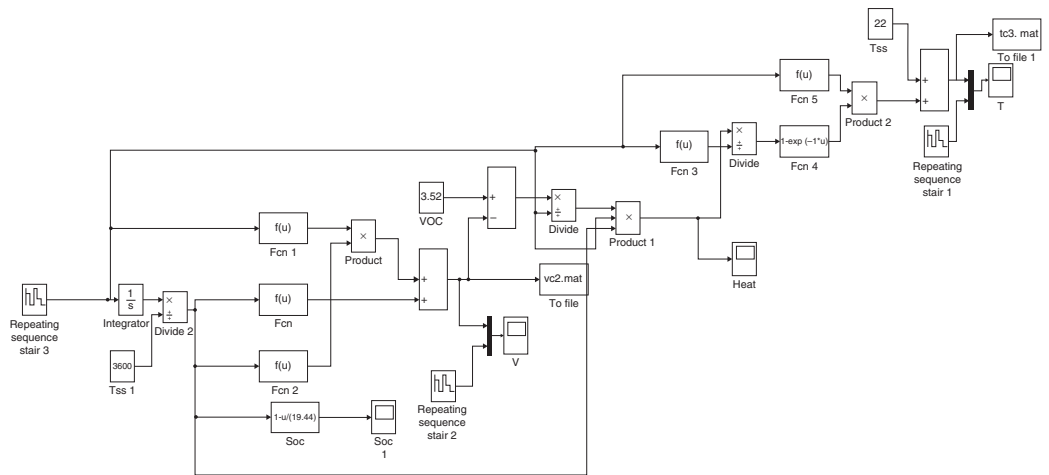 22
Tss
tc3. mat
To file 1
T
f(u)
Fcn 5
×
Product 2
+
+
Repeating
sequence
stair 1
f(u)
Fcn 3
×
÷
Divide
1-exp (–1*u)
Fcn 4
3.52
VOC
+
–
×
÷
Divide
×
Product 1
Heat
f(u)
Fcn 1
×
Product
+
+
vc2.mat
To file
V
Repeating
sequence
stair 2
Repeating
sequence
stair 3
1
s
Integrator
×
÷
Divide 2
3600
Tss 1
f(u)
Fcn
f(u)
Fcn 2
1-u/(19.44)
Soc
Soc
1